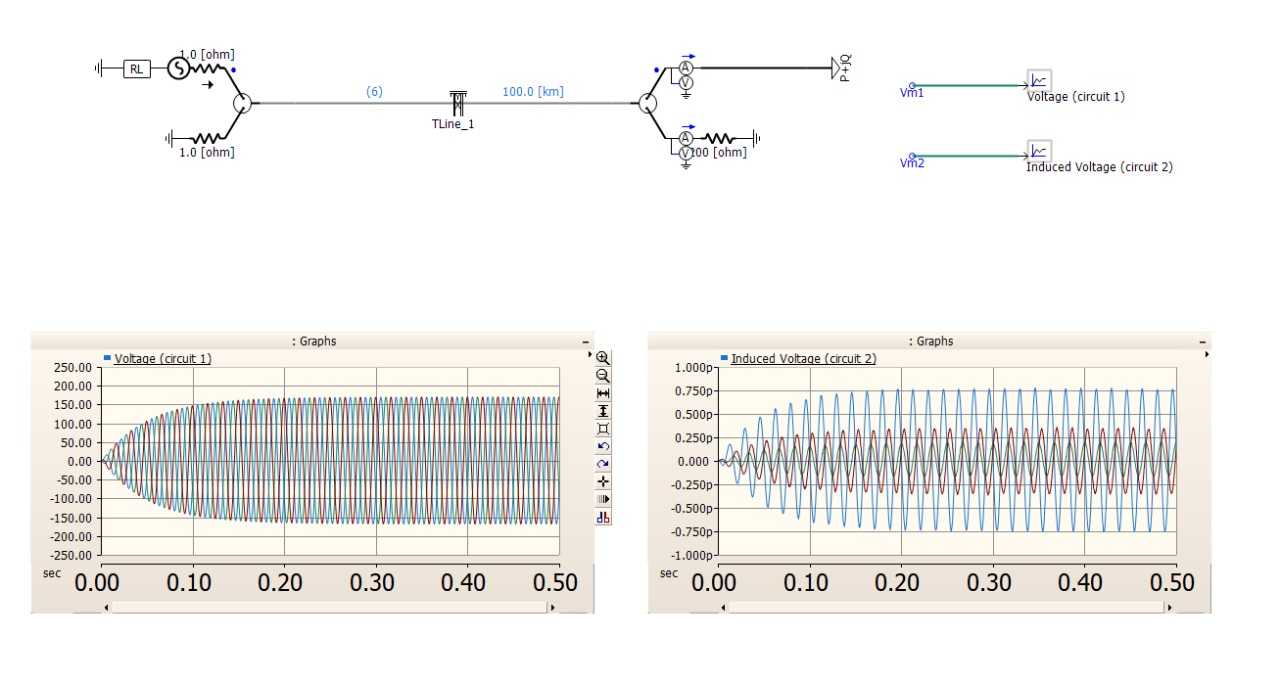 1.0 [ohm]
RL
A
V
P+jQ
(6)
100.0 [km]
Vm1
Voltage (circuit 1)
TLine_1
1.0 [ohm]
A
V
[ohm]
Vm2
Induced Voltage (circuit 2)
: Graphs
Voltage (circuit 1)
250.00
200.00
150.00
100.00
50.00
0.00
-50.00
-100.00
-150.00
-200.00
-250.00
sec
0.00 0.10 0.20 0.30 0.40 0.50
: Graphs
Induced Voltage (circuit 2)
1.000p
0.750p
0.500p
0.250p
0.000
-0.250p
-0.500p
-0.750p
-1.000p
sec
0.00 0.10 0.20 0.30 0.40 0.50